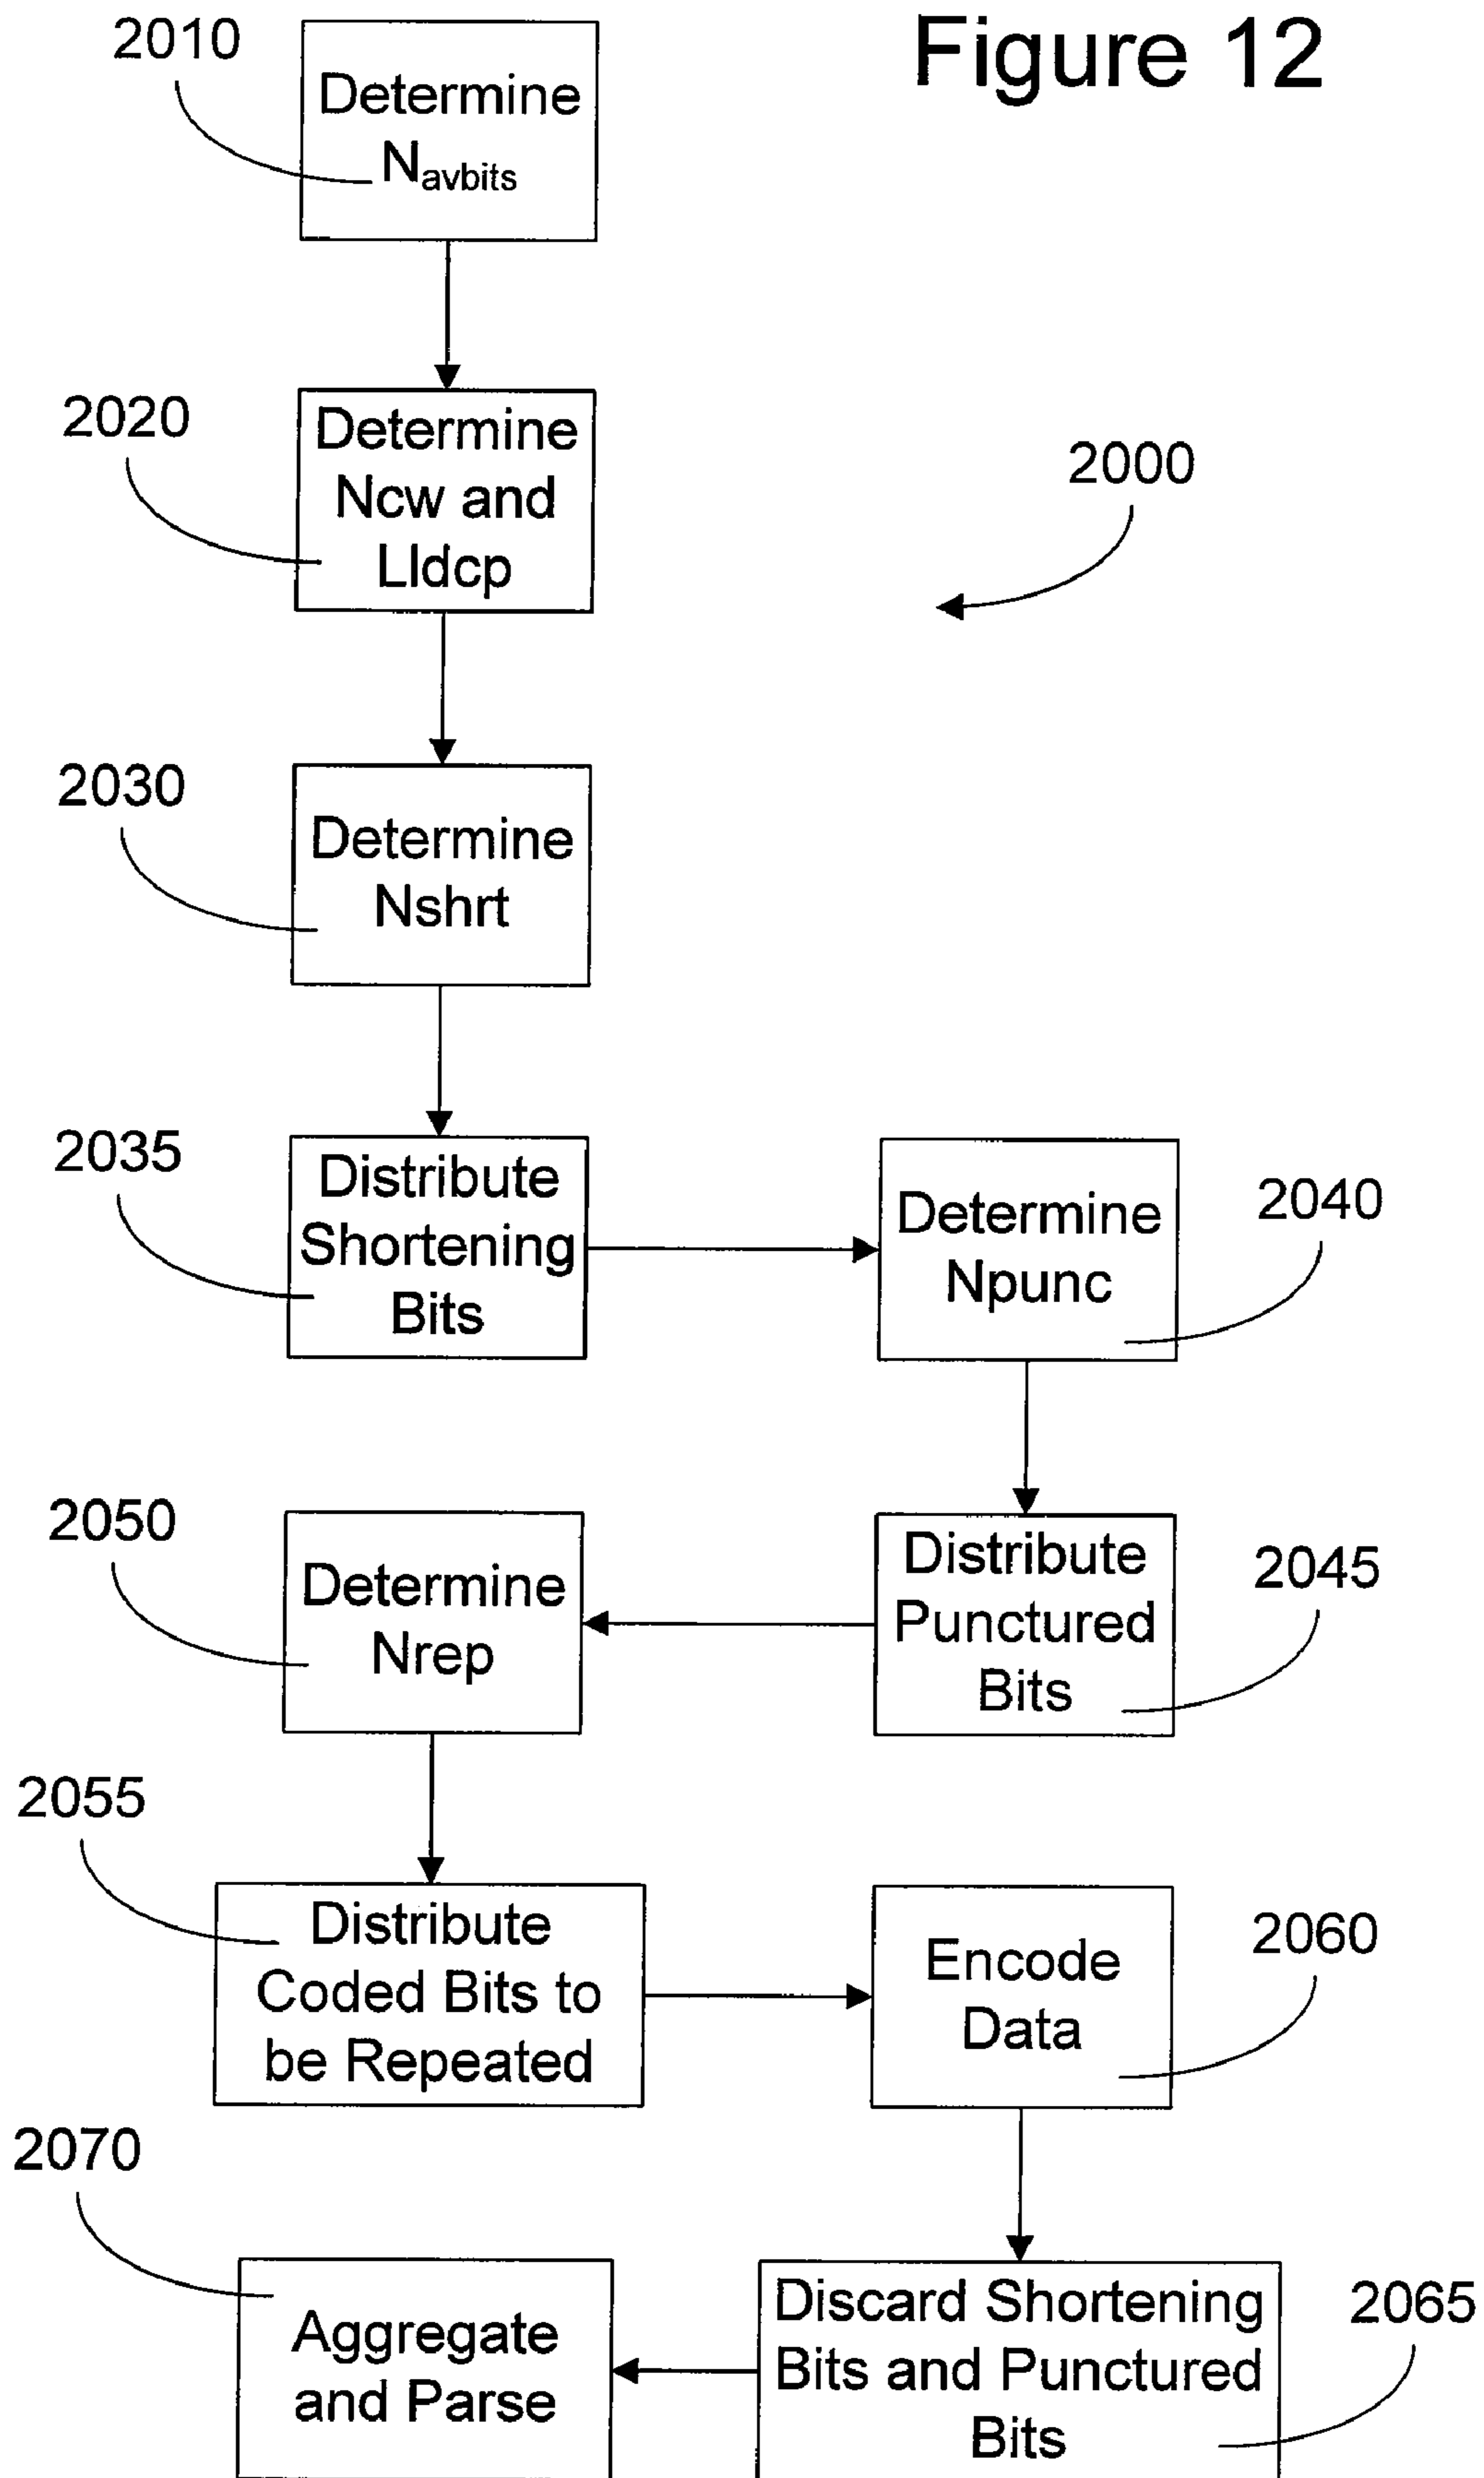 Figure 12
2010
Determine
Navbits
2020
Determine
Ncw and
Lldcp
2000
2030
Determine
Nshrt
2035
Distribute
Shortening
Bits
2040
Determine
Npunc
2045
Distribute
Punctured
Bits
2050
Determine
Nrep
2055
Distribute
Coded Bits to
be Repeated
2060
Encode
Data
2065
Discard Shortening
Bits and Punctured
Bits
2070
Aggregate
and Parse